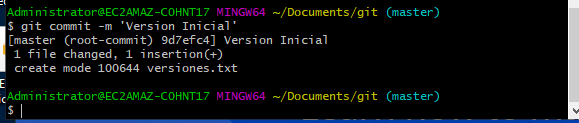 Administrator@EC2AMAZ-COHNT17 MINGW64 ~/Documents/git (master)
$ git commit -m 'Version Inicial'
[master (root-commit) 9d7efc4] Version Inicial
 1 file changed, 1 insertion(+)
 create mode 100644 versiones.txt

Administrator@EC2AMAZ-COHNT17 MINGW64 ~/Documents/git (master)
$